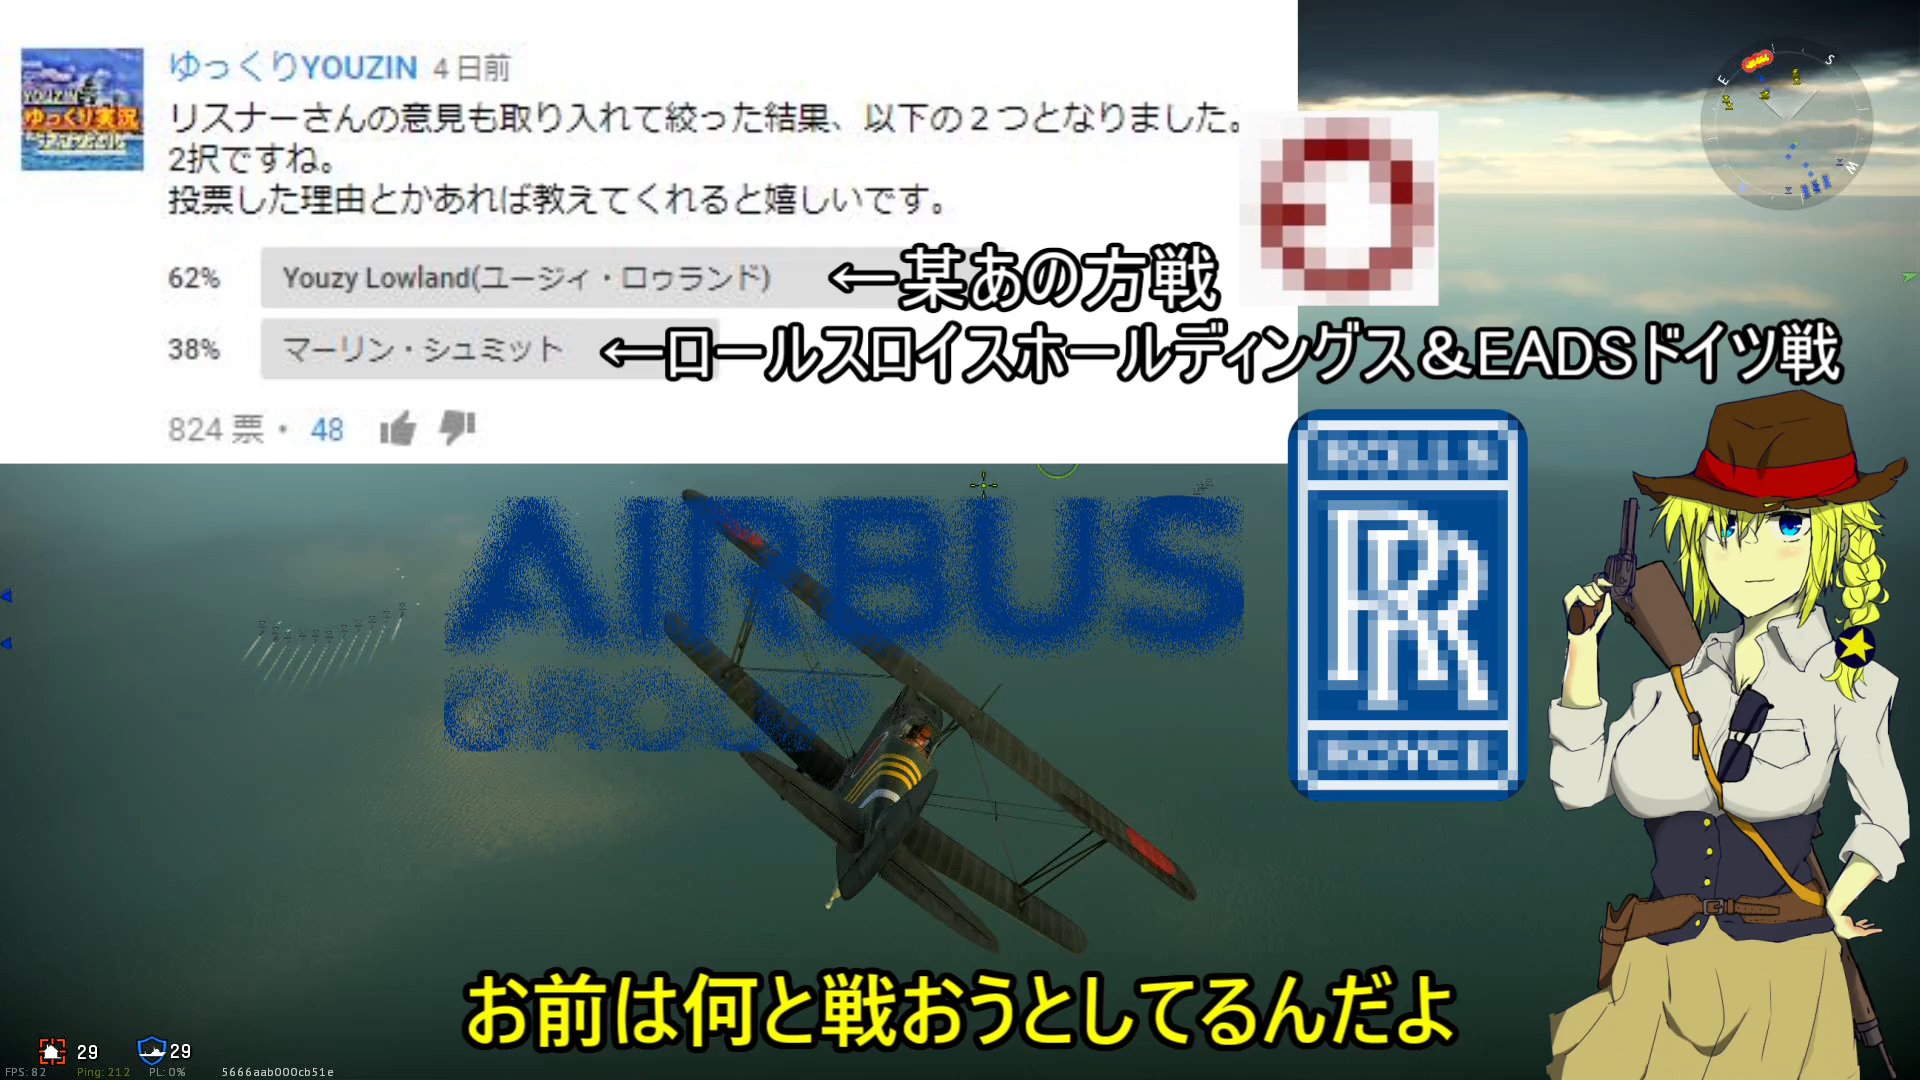 ゆっくりYOUZIN 4 日前
リスナーさんの意見も取り入れて絞った結果、以下の2つとなりました。
2択ですね。
投票した理由とかあれば教えてくれると嬉しいです。
62% Youzy Lowland(ユージィ・ロゥランド) ←某あの方戦
38% マーリン・シュミット ←ロールスロイスホールディングス&EADSドイツ戦
824 票・ 48
YOUZIN
ゆっくり実況
E
S
W
AIRBUS
GROUP
ROLLS
RR
ROYCE
お前は何と戦おうとしてるんだよ
29 29
FPS: 82 Ping: 212 PL: 0% 5666aab000cb51e